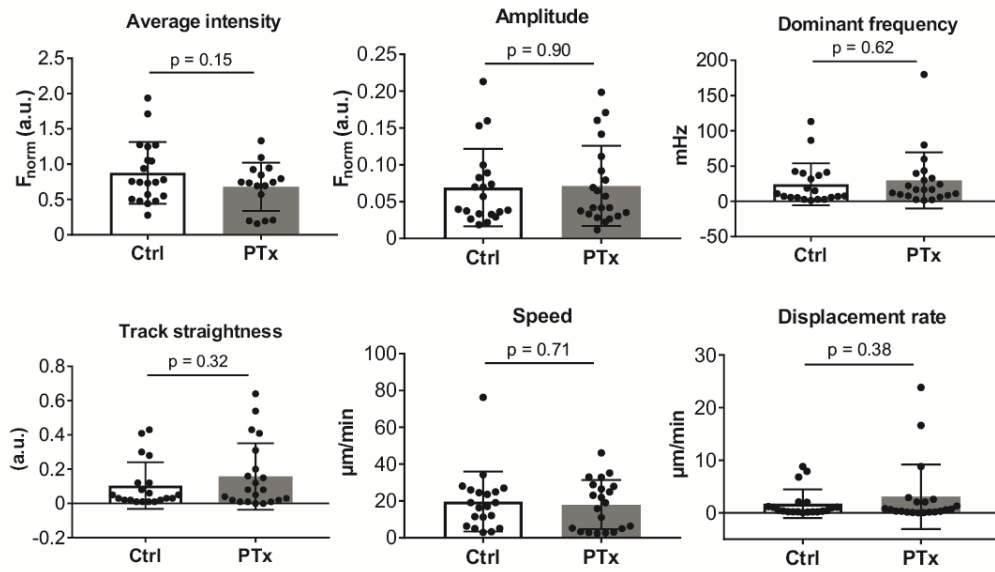 Average intensity
p = 0.15
Fnorm (a.u.)
2.5
2.0
1.5
1.0
0.5
0
Ctrl
PTx
Amplitude
p = 0.90
Fnorm (a.u.)
0.25
0.20
0.15
0.10
0.05
0
Ctrl
PTx
Dominant frequency
p = 0.62
mHz
200
150
100
50
0
-50
Ctrl
PTx
Track straightness
p = 0.32
(a.u.)
0.8
0.6
0.4
0.2
0
-0.2
Ctrl
PTx
Speed
p = 0.71
µm/min
100
80
60
40
20
0
Ctrl
PTx
Displacement rate
p = 0.38
µm/min
30
20
10
0
Ctrl
PTx